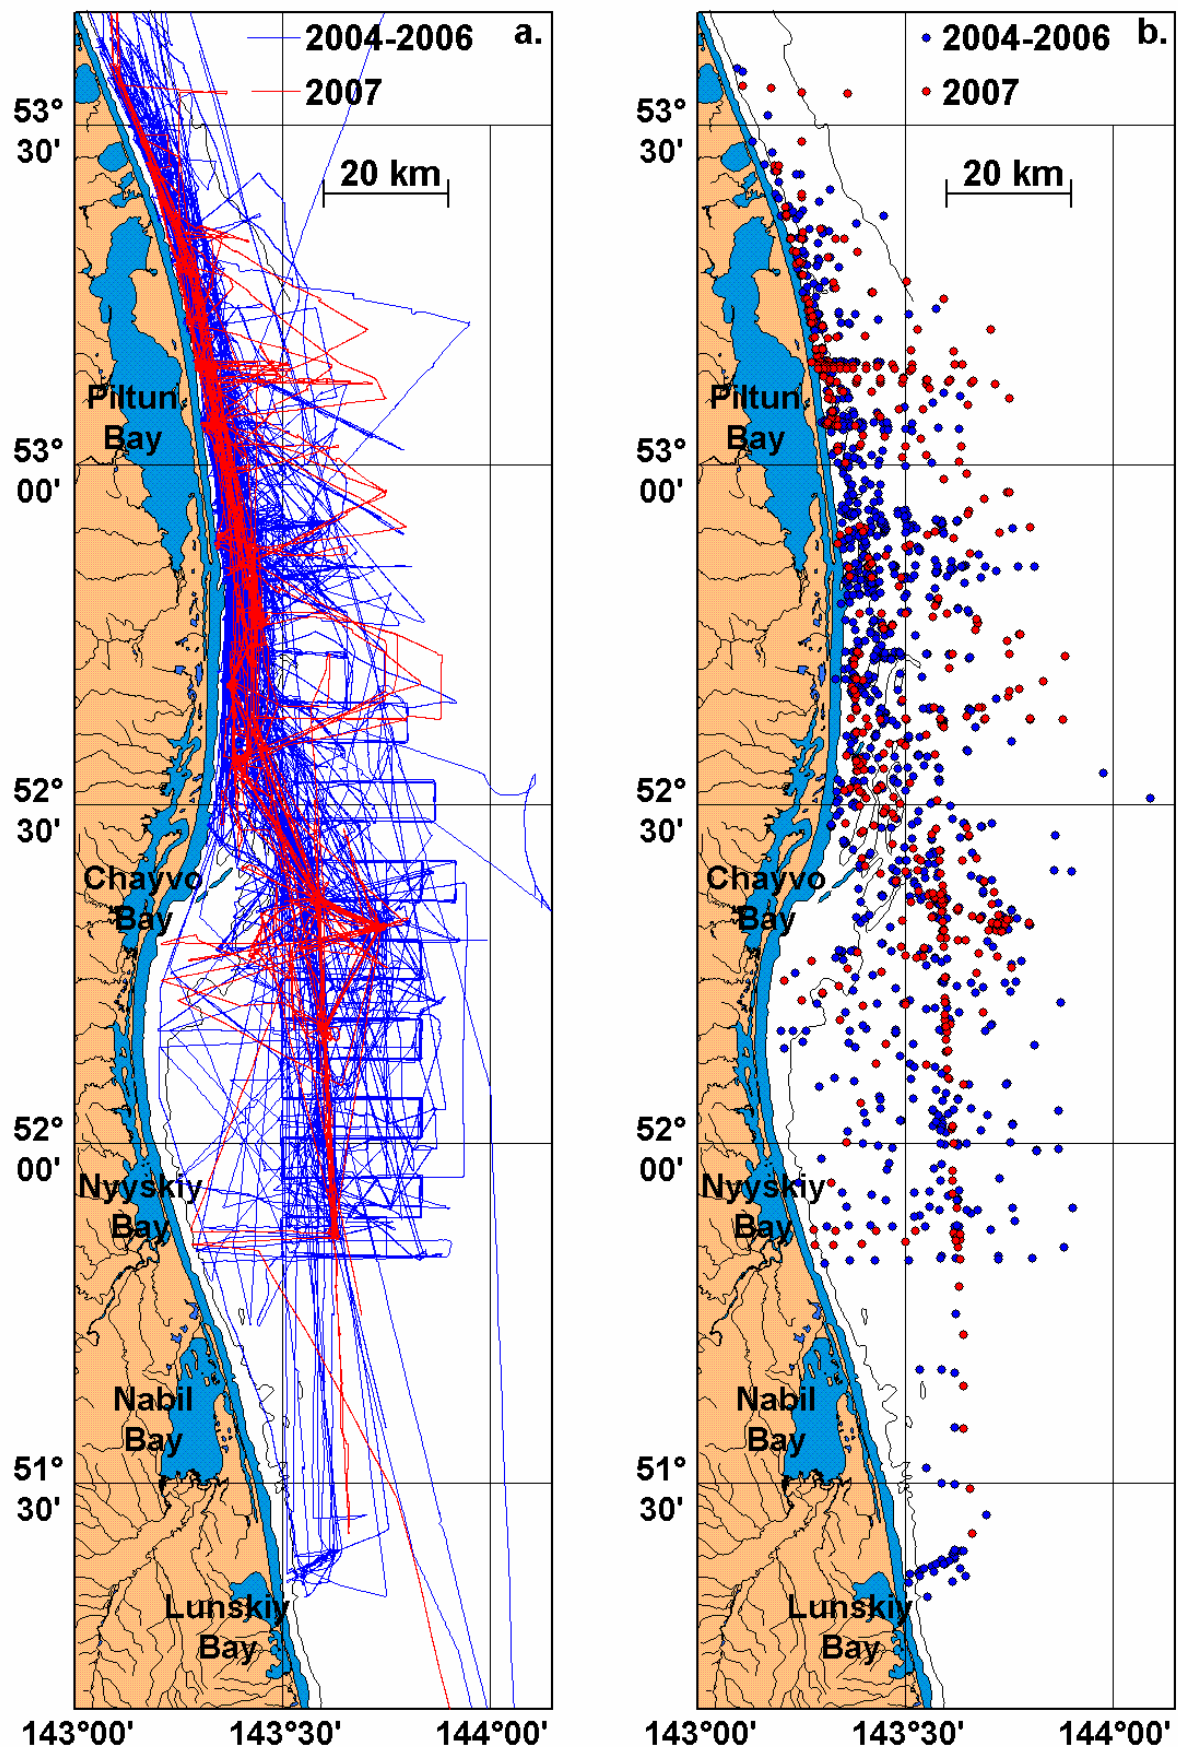 2004-2006
a.
2007
53°
30'
20 km
Piltun
Bay
53°
00'
52°
30'
Chayvo
Bay
52°
00'
Nyyskiy
Bay
Nabil
Bay
51°
30'
Lunskiy
Bay
143°00'
143°30'
144°00'
2004-2006
b.
2007
53°
30'
20 km
Piltun
Bay
53°
00'
52°
30'
Chayvo
Bay
52°
00'
Nyyskiy
Bay
Nabil
Bay
51°
30'
Lunskiy
Bay
143°00'
143°30'
144°00'